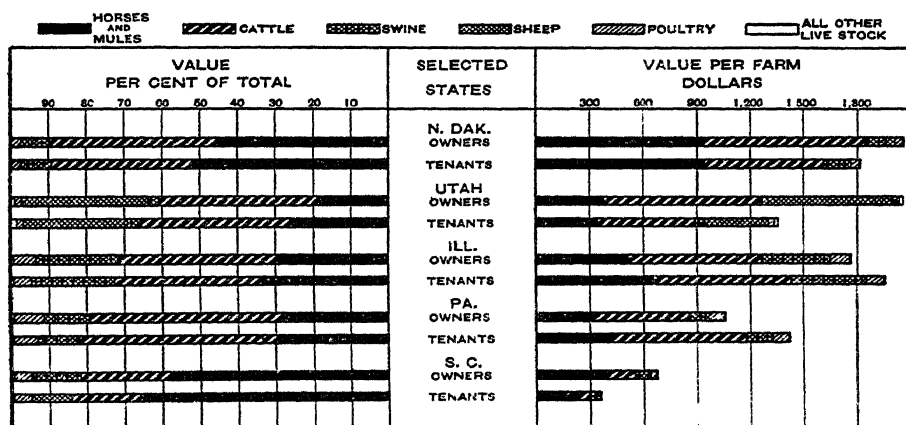 HORSES AND MULES CATTLE SWINE SHEEP POULTRY ALL OTHER LIVE STOCK
VALUE PER CENT OF TOTAL SELECTED STATES VALUE PER FARM DOLLARS
90 80 70 60 50 40 30 20 10 300 600 900 1,200 1,500 1,800
N. DAK.
OWNERS
TENANTS
UTAH
OWNERS
TENANTS
ILL.
OWNERS
TENANTS
PA.
OWNERS
TENANTS
S. C.
OWNERS
TENANTS